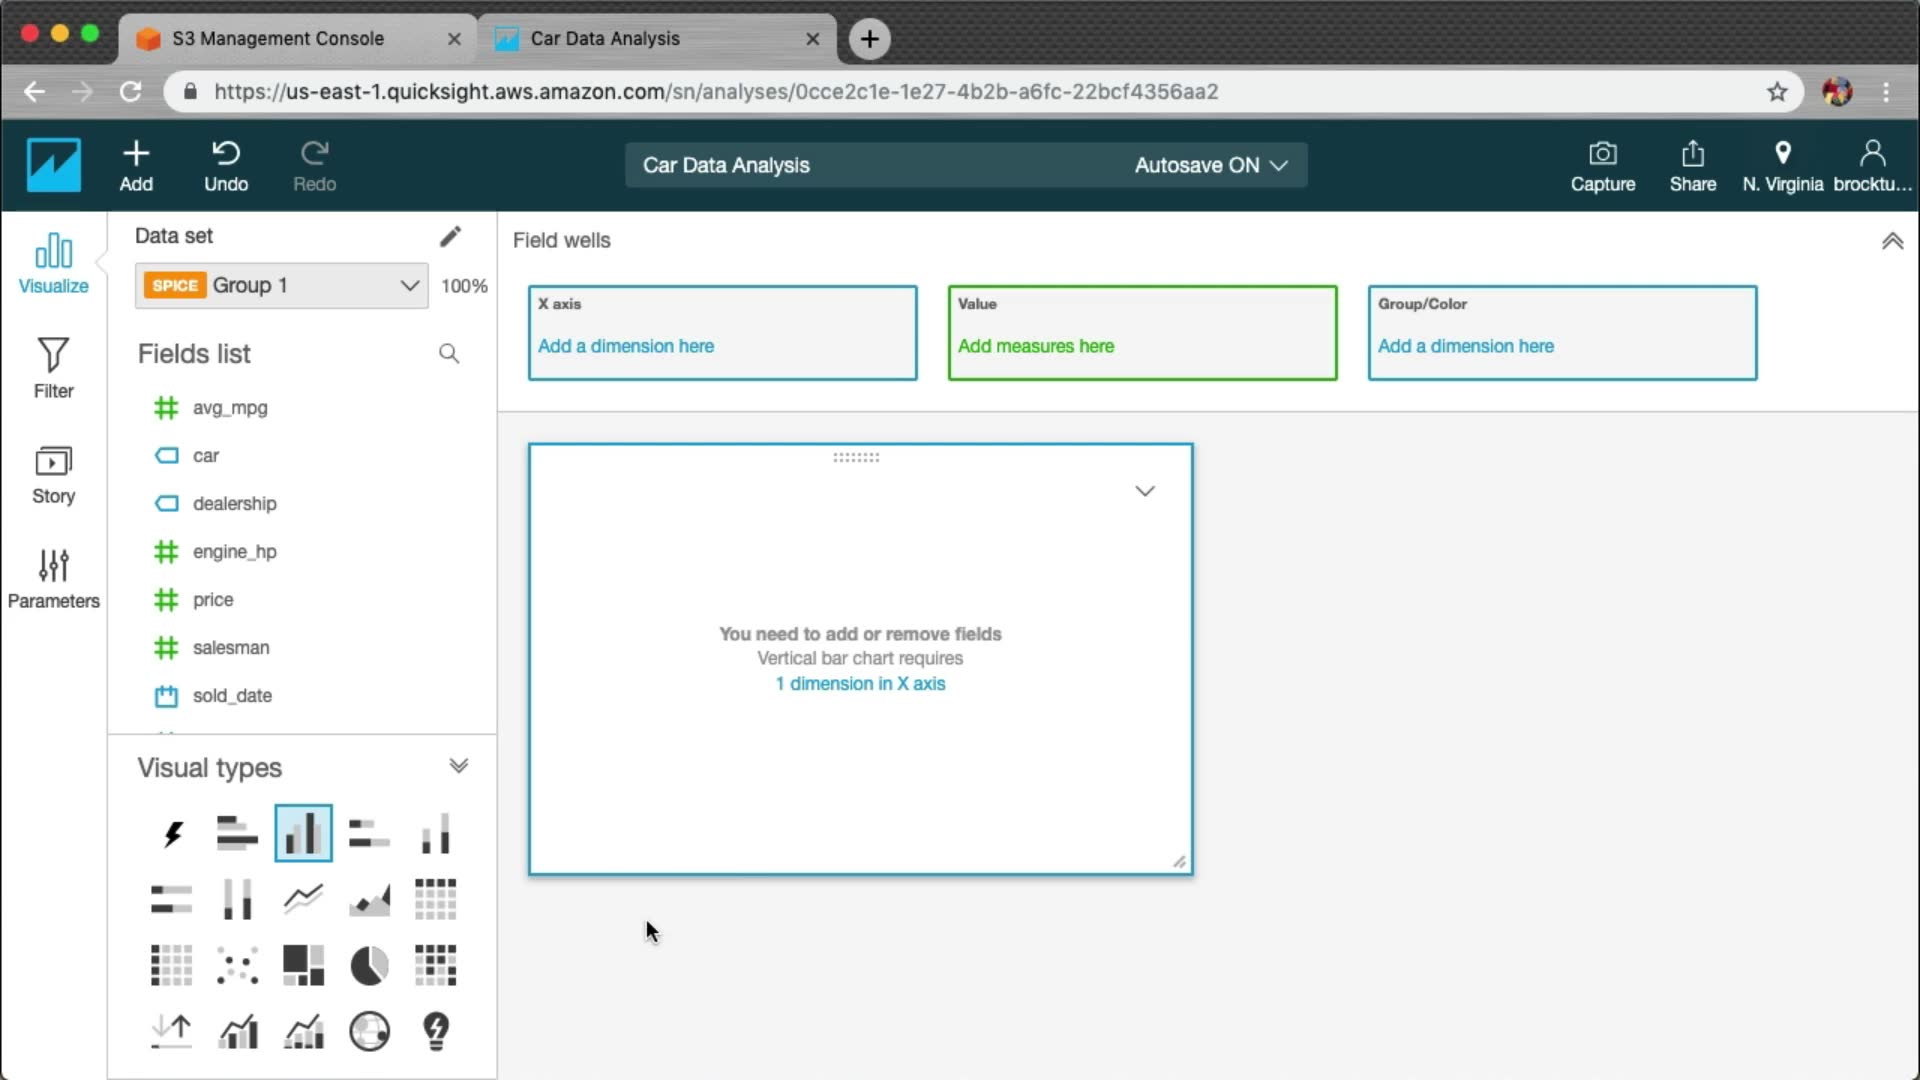 S3 Management Console
Car Data Analysis
https://us-east-1.quicksight.aws.amazon.com/sn/analyses/0cce2c1e-1e27-4b2b-a6fc-22bcf4356aa2
Add
Undo
Redo
Car Data Analysis
Autosave ON
Capture
Share
N. Virginia
brocktu...
Visualize
Filter
Story
Parameters
Data set
SPICE Group 1
100%
Fields list
avg_mpg
car
dealership
engine_hp
price
salesman
sold_date
Visual types
Field wells
X axis
Add a dimension here
Value
Add measures here
Group/Color
Add a dimension here
You need to add or remove fields
Vertical bar chart requires
1 dimension in X axis